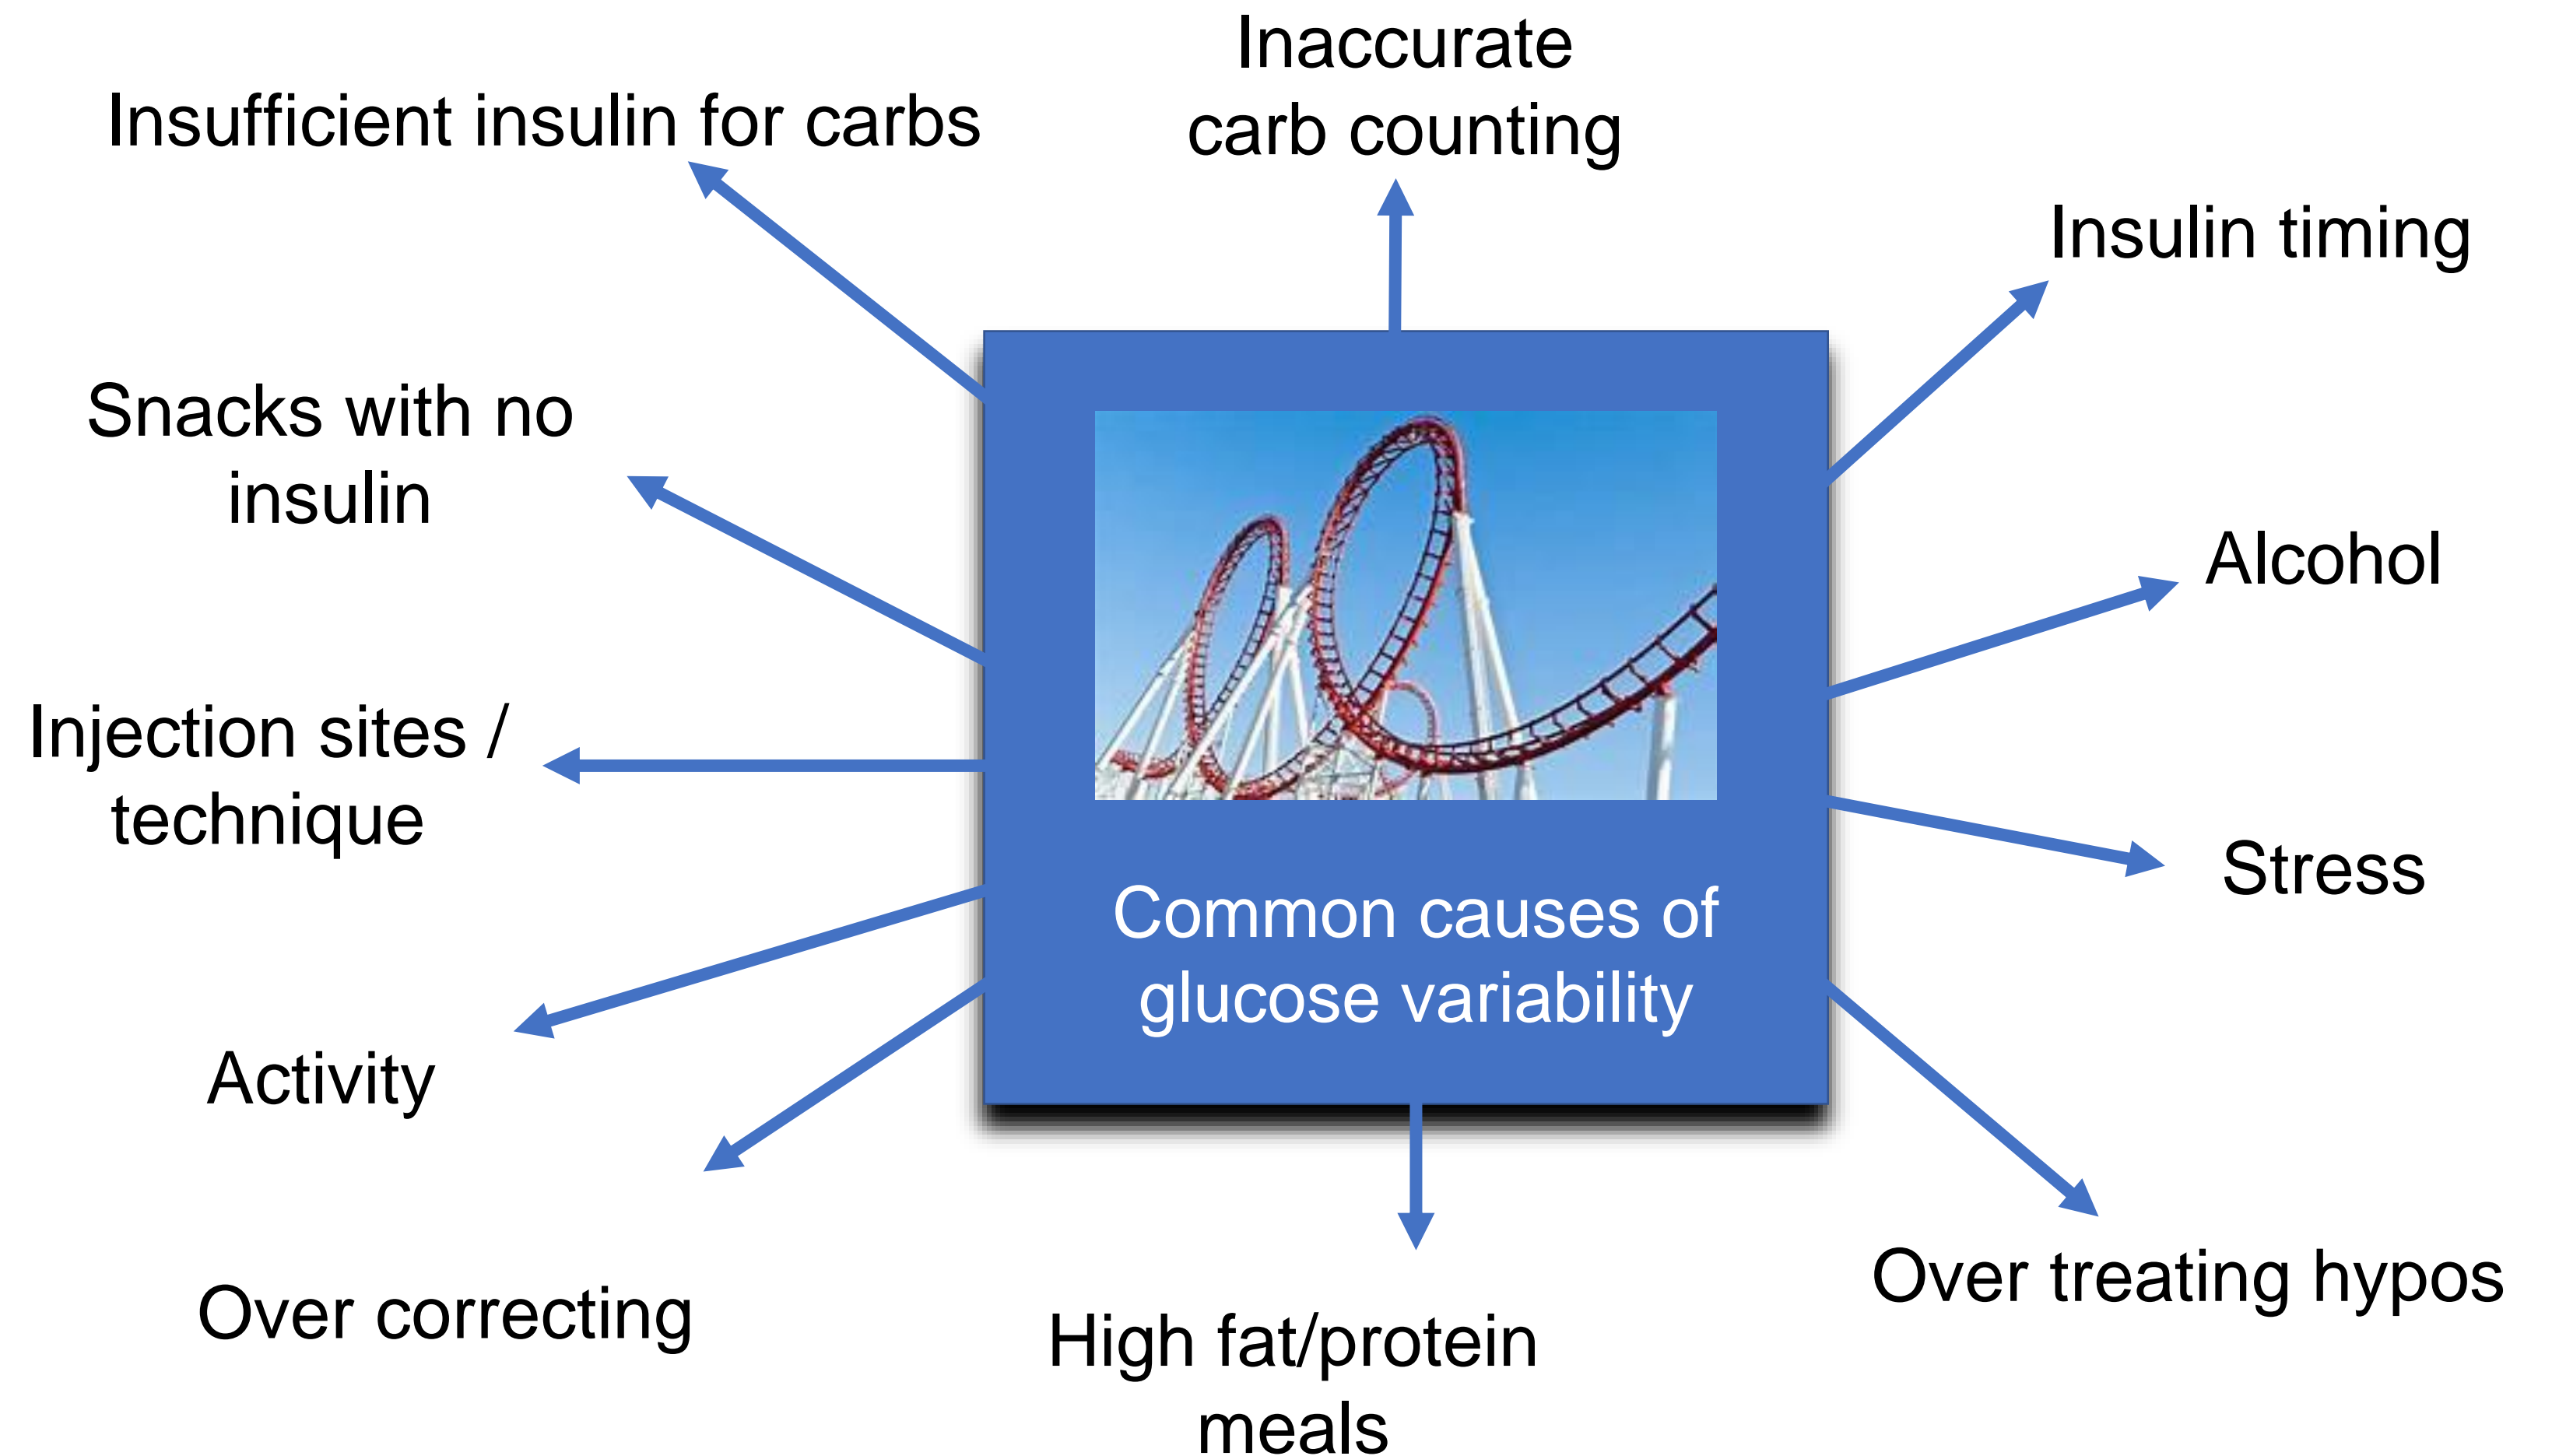 Inaccurate
carb counting
Insufficient insulin for carbs
Insulin timing
Snacks with no
insulin
Alcohol
Injection sites /
technique
Stress
Common causes of
glucose variability
Activity
Over correcting
Over treating hypos
High fat/protein
meals